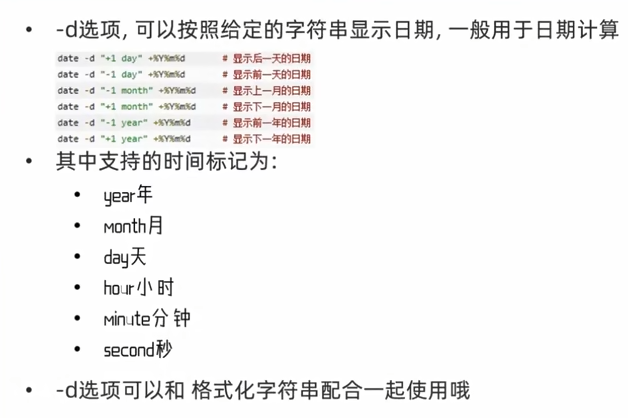 -d选项, 可以按照给定的字符串显示日期, 一般用于日期计算
date -d "+1 day" +%Y%m%d # 显示后一天的日期
date -d "-1 day" +%Y%m%d # 显示前一天的日期
date -d "-1 month" +%Y%m%d # 显示上一月的日期
date -d "+1 month" +%Y%m%d # 显示下一月的日期
date -d "-1 year" +%Y%m%d # 显示前一年的日期
date -d "+1 year" +%Y%m%d # 显示下一年的日期
其中支持的时间标记为:
year年
month月
day天
hour小时
minute分钟
second秒
-d选项可以和 格式化字符串配合一起使用哦